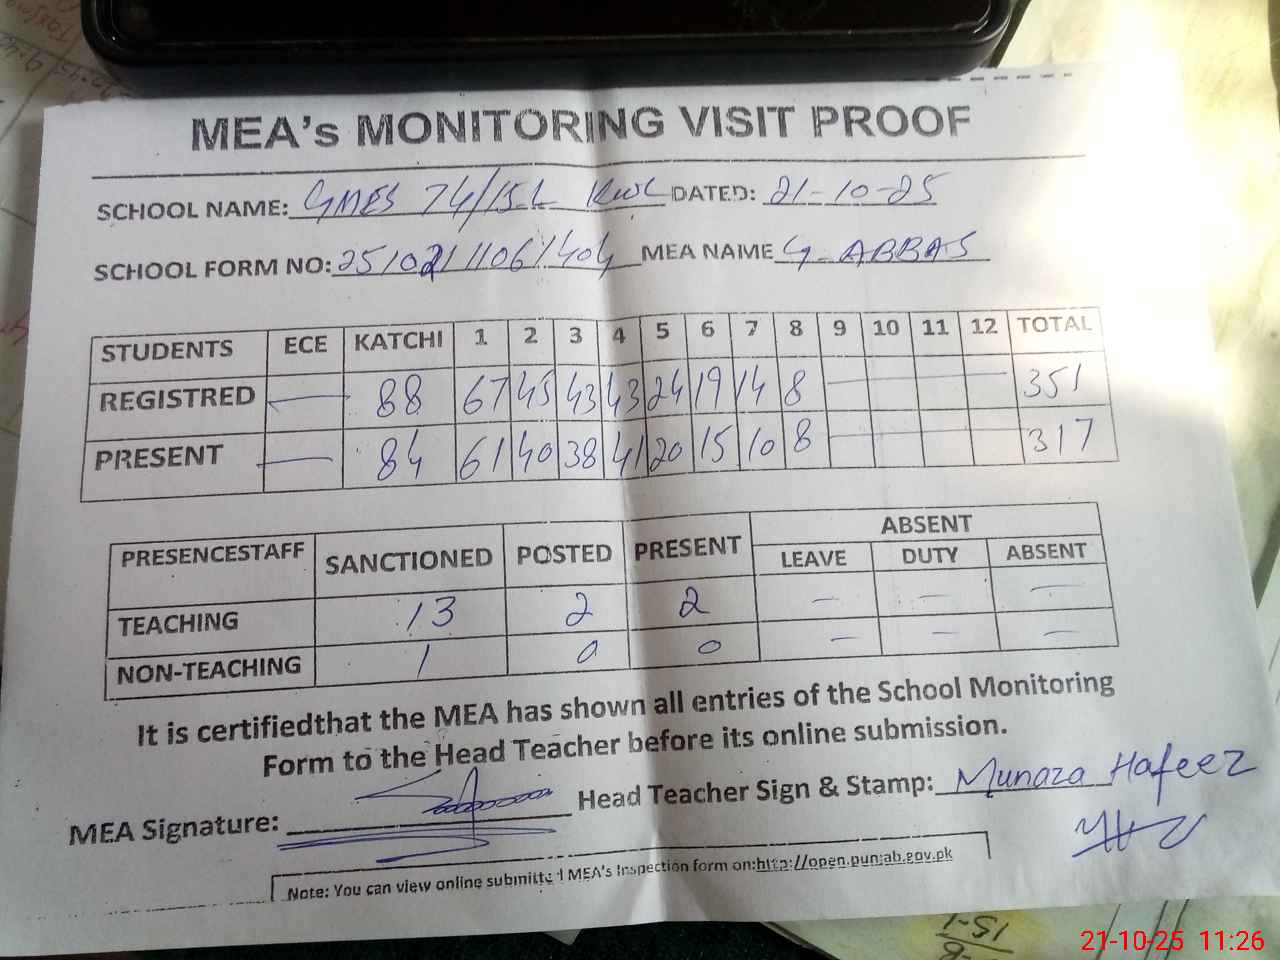 MEA's MONITORING VISIT PROOF
SCHOOL NAME: GMES 74/15-L Kwl DATED: 21-10-25
SCHOOL FORM NO: 25102111061404 MEA NAME G. ABBAS
STUDENTS ECE KATCHI 1 2 3 4 5 6 7 8 9 10 11 12 TOTAL
REGISTRED — 88 67 45 43 43 24 19 14 8 — 351
PRESENT — 84 61 40 38 41 20 15 10 8 — 317
PRESENCESTAFF SANCTIONED POSTED PRESENT ABSENT
LEAVE DUTY ABSENT
TEACHING 13 2 2 — — —
NON-TEACHING 1 0 0 — — —
It is certifiedthat the MEA has shown all entries of the School Monitoring
Form to the Head Teacher before its online submission.
MEA Signature: Head Teacher Sign & Stamp: Munaza Hafeez
Note: You can view online submitted MEA's Inspection form on:http://open.punjab.gov.pk
15-1
21-10-25 11:26